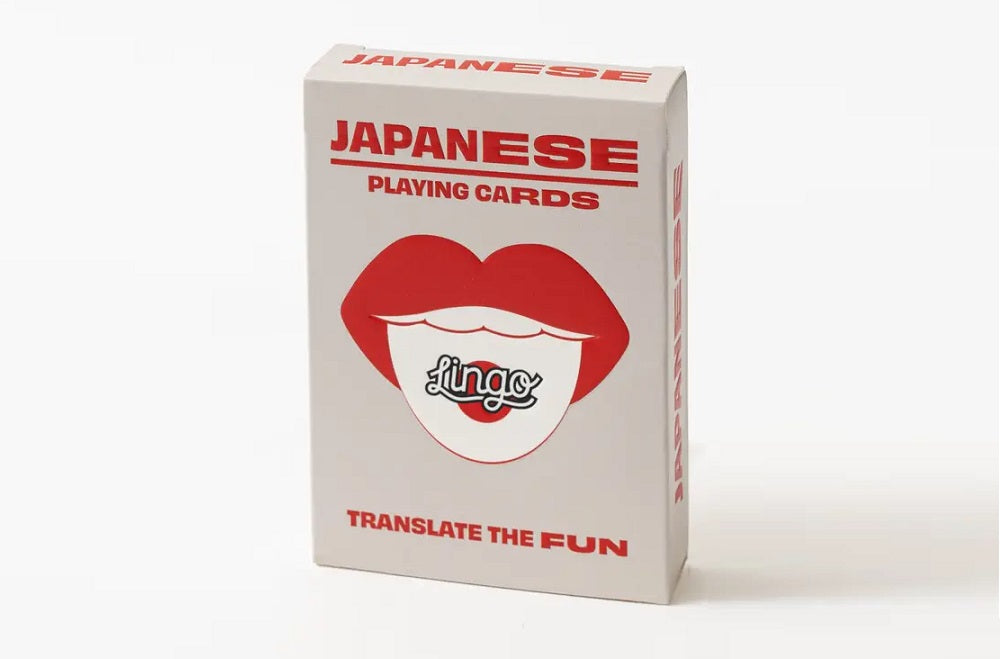 JAPANESE
JAPANESE
PLAYING CARDS
Lingo
TRANSLATE THE FUN
JAPANESE